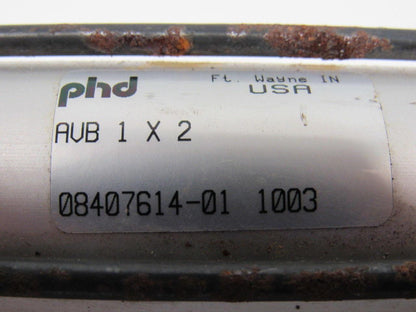 phd Ft. Wayne IN
USA
AVB 1 X 2
08407614-01 1003